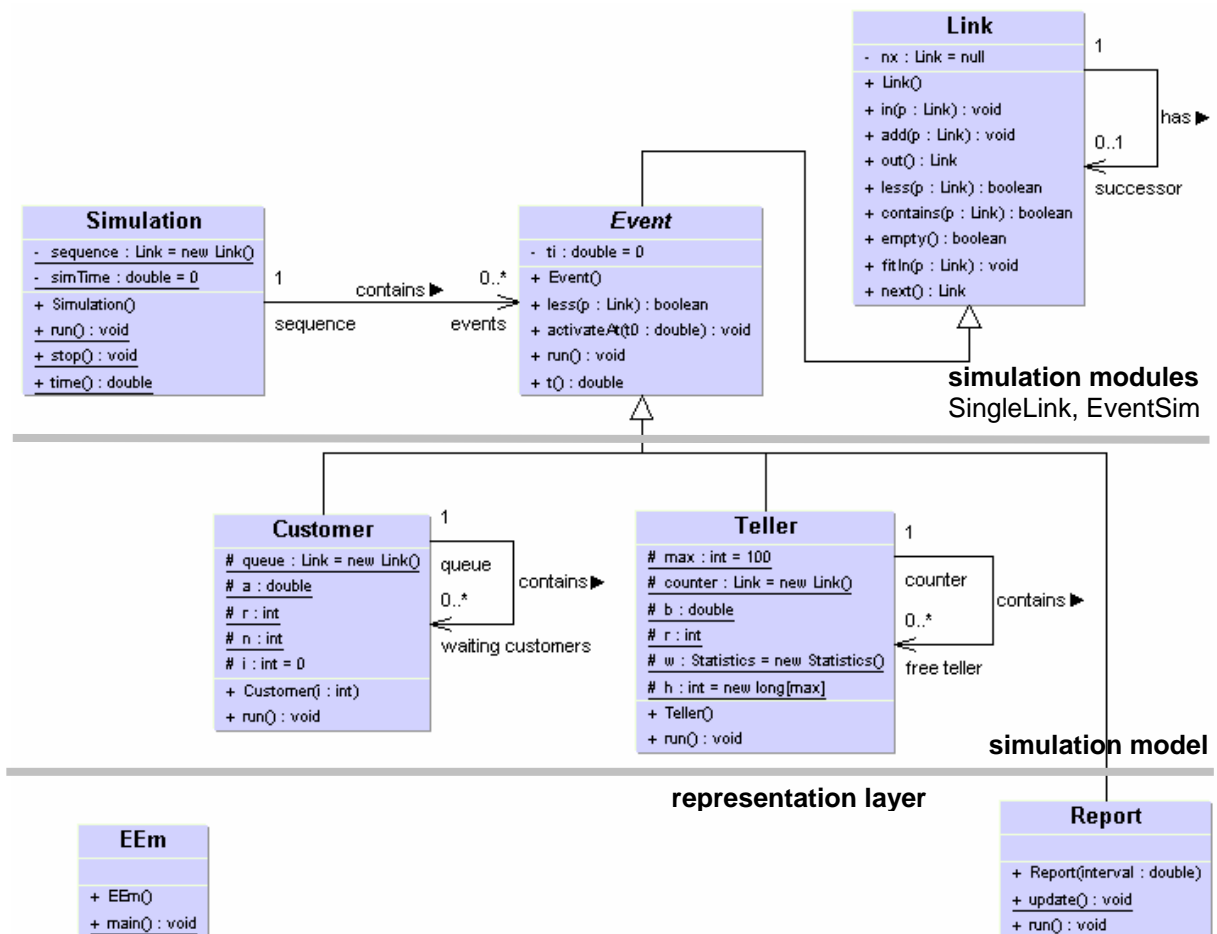 Link
- nx : Link = null
+ Link()
+ in(p : Link) : void
+ add(p : Link) : void
+ out() : Link
+ less(p : Link) : boolean
+ contains(p : Link) : boolean
+ empty() : boolean
+ fitIn(p : Link) : void
+ next() : Link
1
has ▶
0..1
successor
Simulation
- sequence : Link = new Link()
- simTime : double = 0
+ Simulation()
+ run() : void
+ stop() : void
+ time() : double
1
contains ▶
0..*
sequence
events
Event
- ti : double = 0
+ Event()
+ less(p : Link) : boolean
+ activateAt(t0 : double) : void
+ run() : void
+ t() : double
simulation modules
SingleLink, EventSim
Customer
# queue : Link = new Link()
# a : double
# r : int
# n : int
# i : int = 0
+ Customer(i : int)
+ run() : void
1
queue
contains ▶
0..*
waiting customers
Teller
# max : int = 100
# counter : Link = new Link()
# b : double
# r : int
# w : Statistics = new Statistics()
# h : int = new long[max]
+ Teller()
+ run() : void
1
counter
contains ▶
0..*
free teller
simulation model
representation layer
EEm
+ EEm()
+ main() : void
Report
+ Report(interval : double)
+ update() : void
+ run() : void